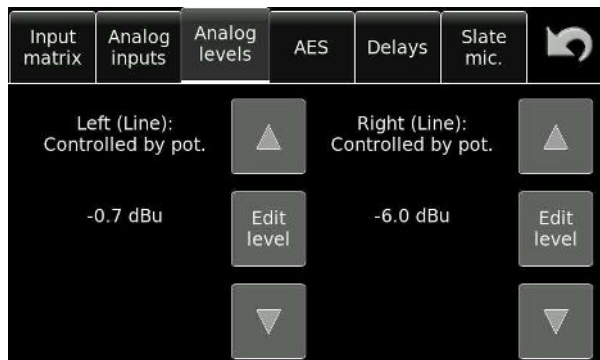 Input
matrix
Analog
inputs
Analog
levels
AES
Delays
Slate
mic.
Left (Line):
Controlled by pot.
Right (Line):
Controlled by pot.
-0.7 dBu
Edit
level
-6.0 dBu
Edit
level